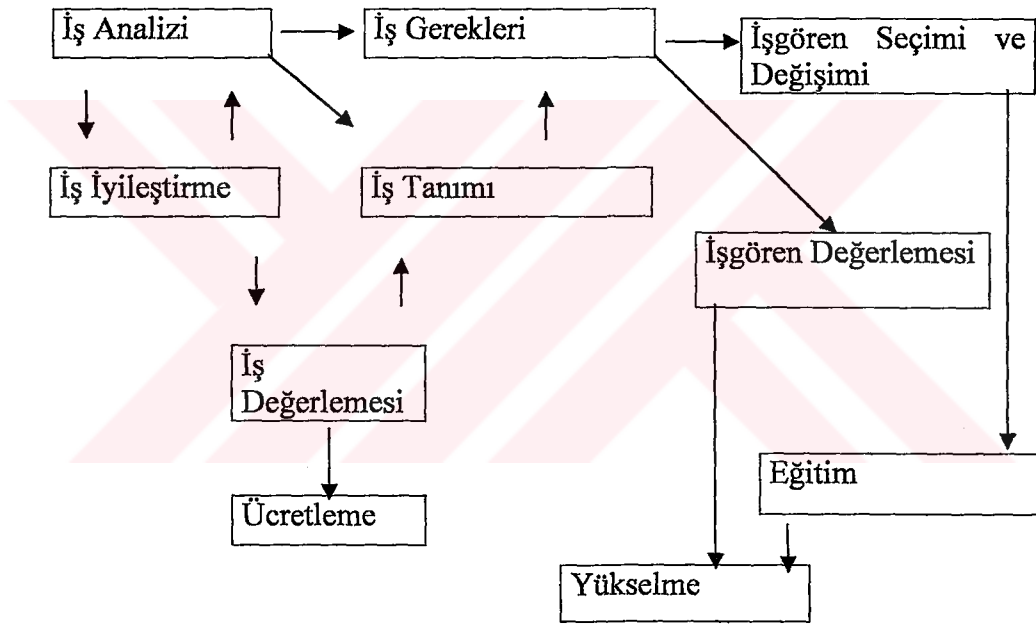 İş Analizi
İş Gerekleri
İşgören Seçimi ve
Değişimi
İş İyileştirme
İş Tanımı
İşgören Değerlemesi
İş
Değerlemesi
Eğitim
Ücretleme
Yükselme